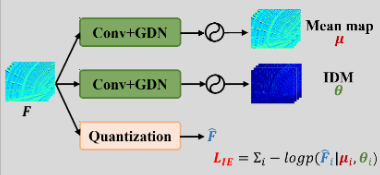 Conv+GDN
Mean map
μ
Conv+GDN
IDM
θ
F
Quantization
F̂
L_IE = Σ_i − logp(F̂_i|μ_i, θ_i)